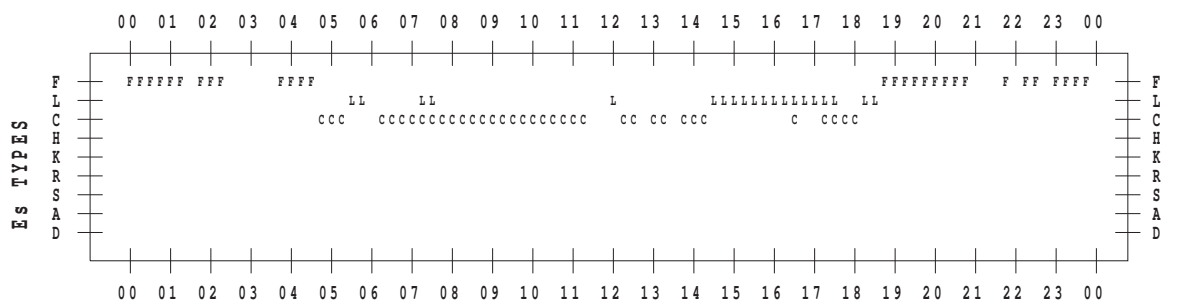 00 01 02 03 04 05 06 07 08 09 10 11 12 13 14 15 16 17 18 19 20 21 22 23 00
Es TYPES
F FFFFFF FFF FFFF FFFFFFFFF F FF FFFF F
L LL LL L LLLLLLLLLLLLL LL L
C CCC CCCCCCCCCCCCCCCCCCCCC CC CC CCC C CCCC C
H H
K K
R R
S S
A A
D D
00 01 02 03 04 05 06 07 08 09 10 11 12 13 14 15 16 17 18 19 20 21 22 23 00